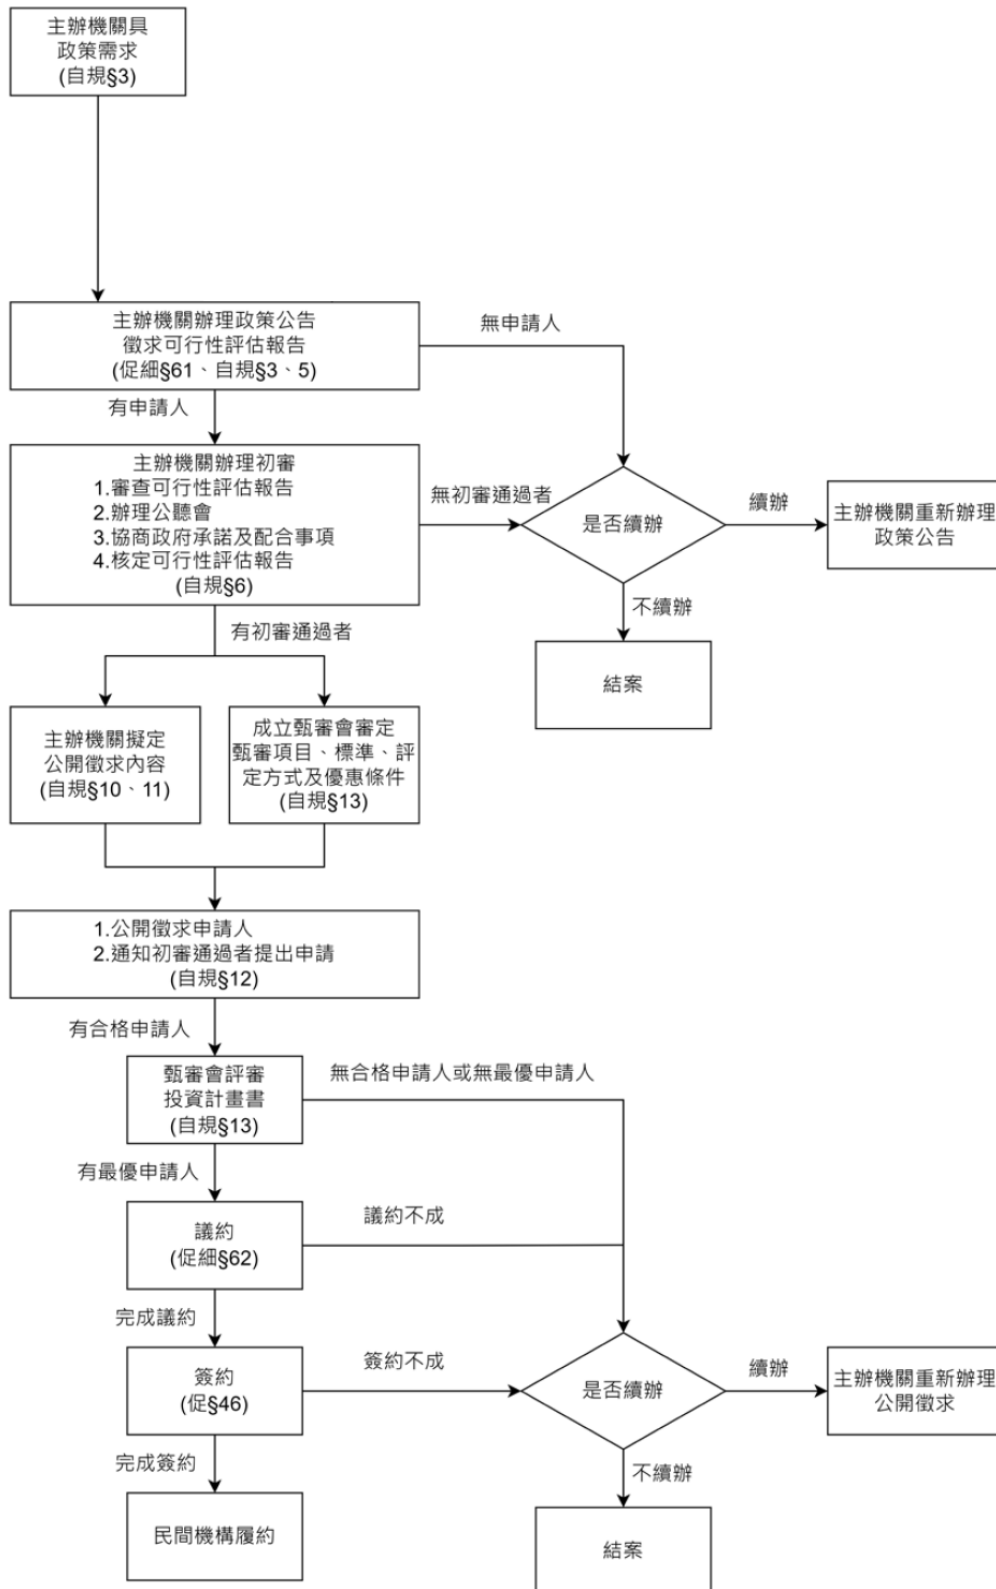 主辦機關具
政策需求
(自規§3)
主辦機關辦理政策公告
徵求可行性評估報告
(促細§61、自規§3、5)
無申請人
有申請人
主辦機關辦理初審
1.審查可行性評估報告
2.辦理公聽會
3.協商政府承諾及配合事項
4.核定可行性評估報告
(自規§6)
無初審通過者
是否續辦
續辦
主辦機關重新辦理
政策公告
不續辦
結案
有初審通過者
主辦機關擬定
公開徵求內容
(自規§10、11)
成立甄審會審定
甄審項目、標準、評
定方式及優惠條件
(自規§13)
1.公開徵求申請人
2.通知初審通過者提出申請
(自規§12)
有合格申請人
甄審會評審
投資計畫書
(自規§13)
無合格申請人或無最優申請人
有最優申請人
議約
(促細§62)
議約不成
完成議約
簽約
(促§46)
簽約不成
是否續辦
續辦
主辦機關重新辦理
公開徵求
完成簽約
不續辦
民間機構履約
結案